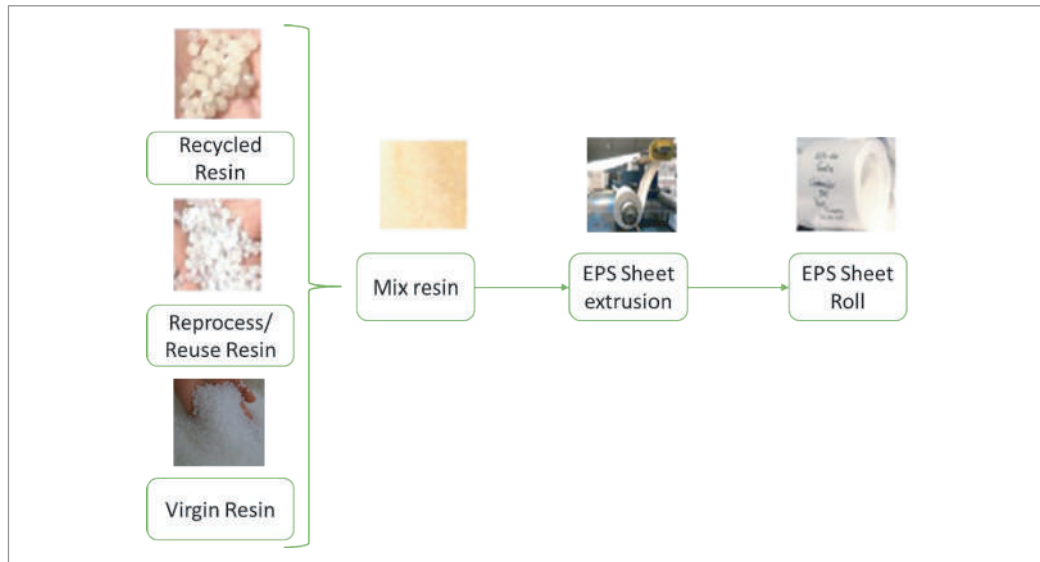 Recycled
Resin
Reprocess/
Reuse Resin
Virgin Resin
Mix resin
EPS Sheet
extrusion
EPS Sheet
Roll